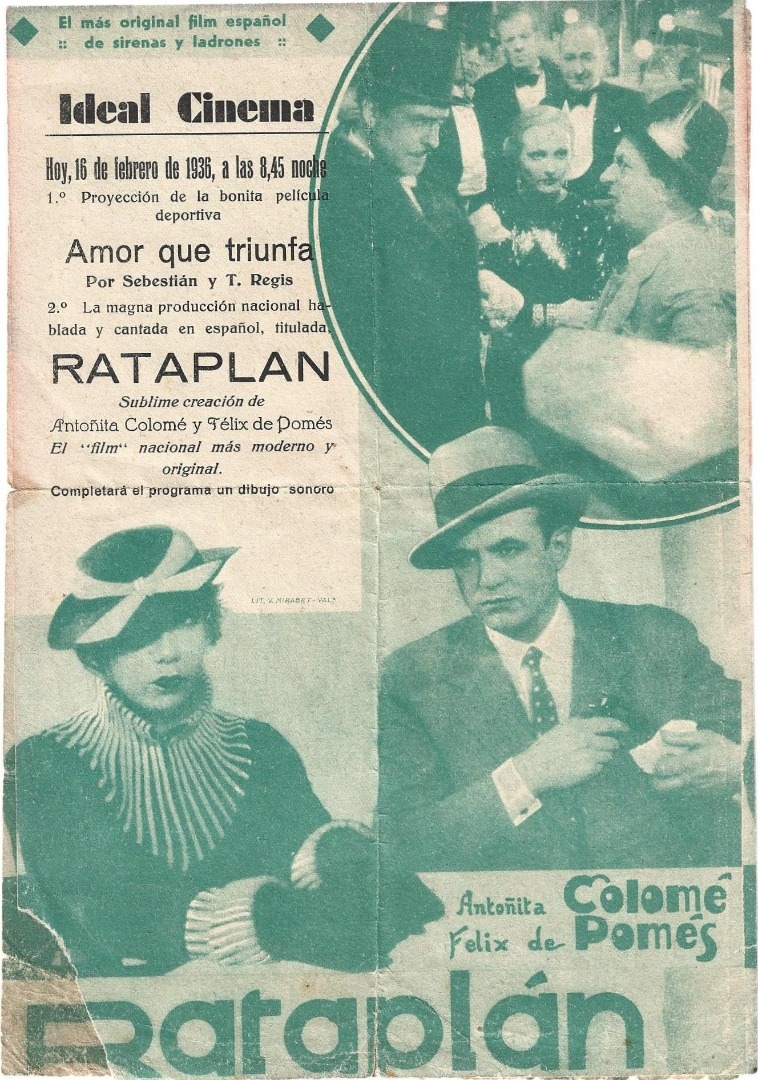 El más original film español
:: de sirenas y ladrones ::
Ideal Cinema
Hoy, 16 de febrero de 1936, a las 8,45 noche
1.º Proyección de la bonita película
deportiva
Amor que triunfa
Por Sebestián y T. Regis
2.º La magna producción nacional ha-
blada y cantada en español, titulada,
RATAPLAN
Sublime creación de
Antoñita Colomé y Félix de Pomés
El "film" nacional más moderno y
original.
Completará el programa un dibujo sonoro
LIT. V. MIRABET-VALª
Antoñita Colomé
Felix de Pomés
Rataplán